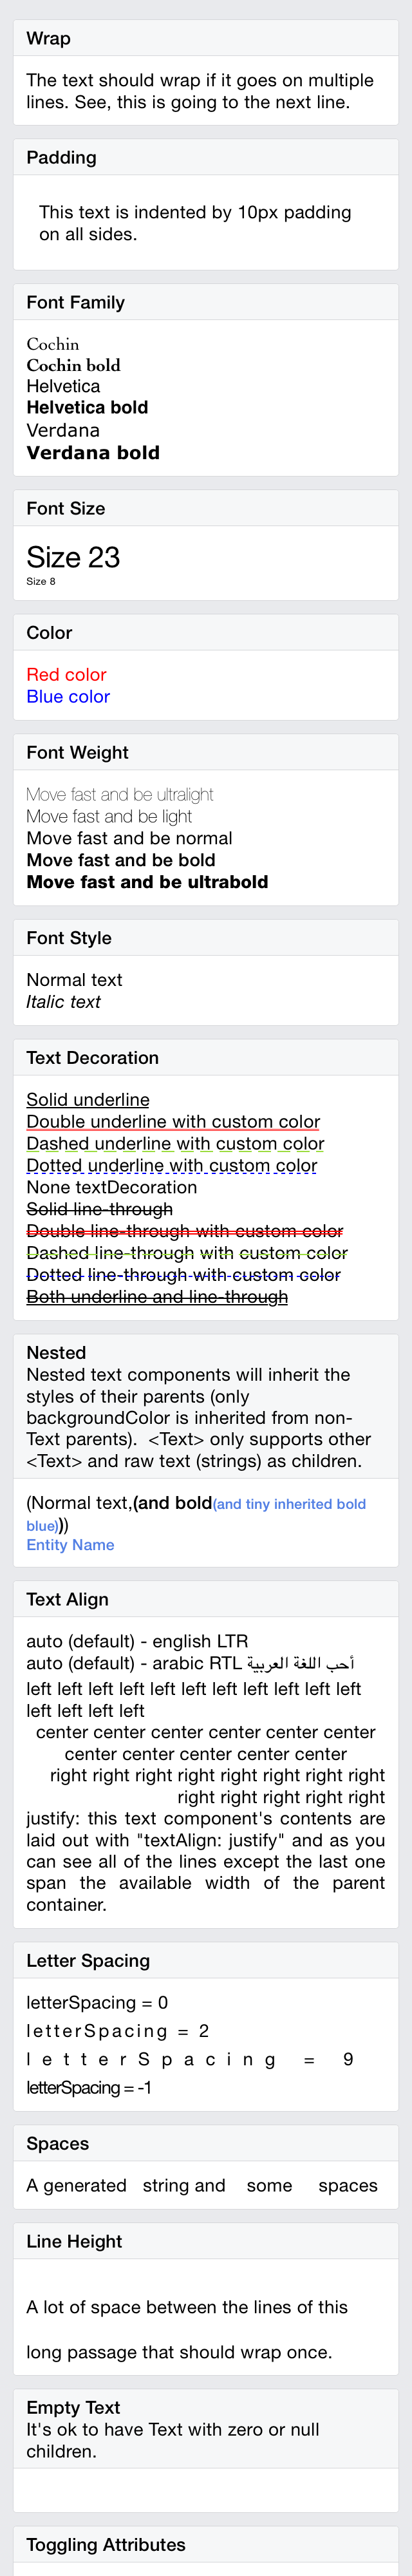 Wrap
The text should wrap if it goes on multiple
lines. See, this is going to the next line.
Padding
This text is indented by 10px padding
on all sides.
Font Family
Cochin
Cochin bold
Helvetica
Helvetica bold
Verdana
Verdana bold
Font Size
Size 23
Size 8
Color
Red color
Blue color
Font Weight
Move fast and be ultralight
Move fast and be light
Move fast and be normal
Move fast and be bold
Move fast and be ultrabold
Font Style
Normal text
Italic text
Text Decoration
Solid underline
Double underline with custom color
Dashed underline with custom color
Dotted underline with custom color
None textDecoration
Solid line-through
Double line-through with custom color
Dashed line-through with custom color
Dotted line-through with custom color
Both underline and line-through
Nested
Nested text components will inherit the
styles of their parents (only
backgroundColor is inherited from non-
Text parents).  <Text> only supports other
<Text> and raw text (strings) as children.
(Normal text,(and bold(and tiny inherited bold
blue)))
Entity Name
Text Align
auto (default) - english LTR
auto (default) - arabic RTL أحب اللغة العربية
left left left left left left left left left left left
left left left left
center center center center center center
center center center center center
right right right right right right right right
right right right right right
justify: this text component's contents are
laid out with "textAlign: justify" and as you
can see all of the lines except the last one
span the available width of the parent
container.
Letter Spacing
letterSpacing = 0
letterSpacing = 2
letterSpacing = 9
letterSpacing = -1
Spaces
A generated   string and    some     spaces
Line Height
A lot of space between the lines of this
long passage that should wrap once.
Empty Text
It's ok to have Text with zero or null
children.
Toggling Attributes